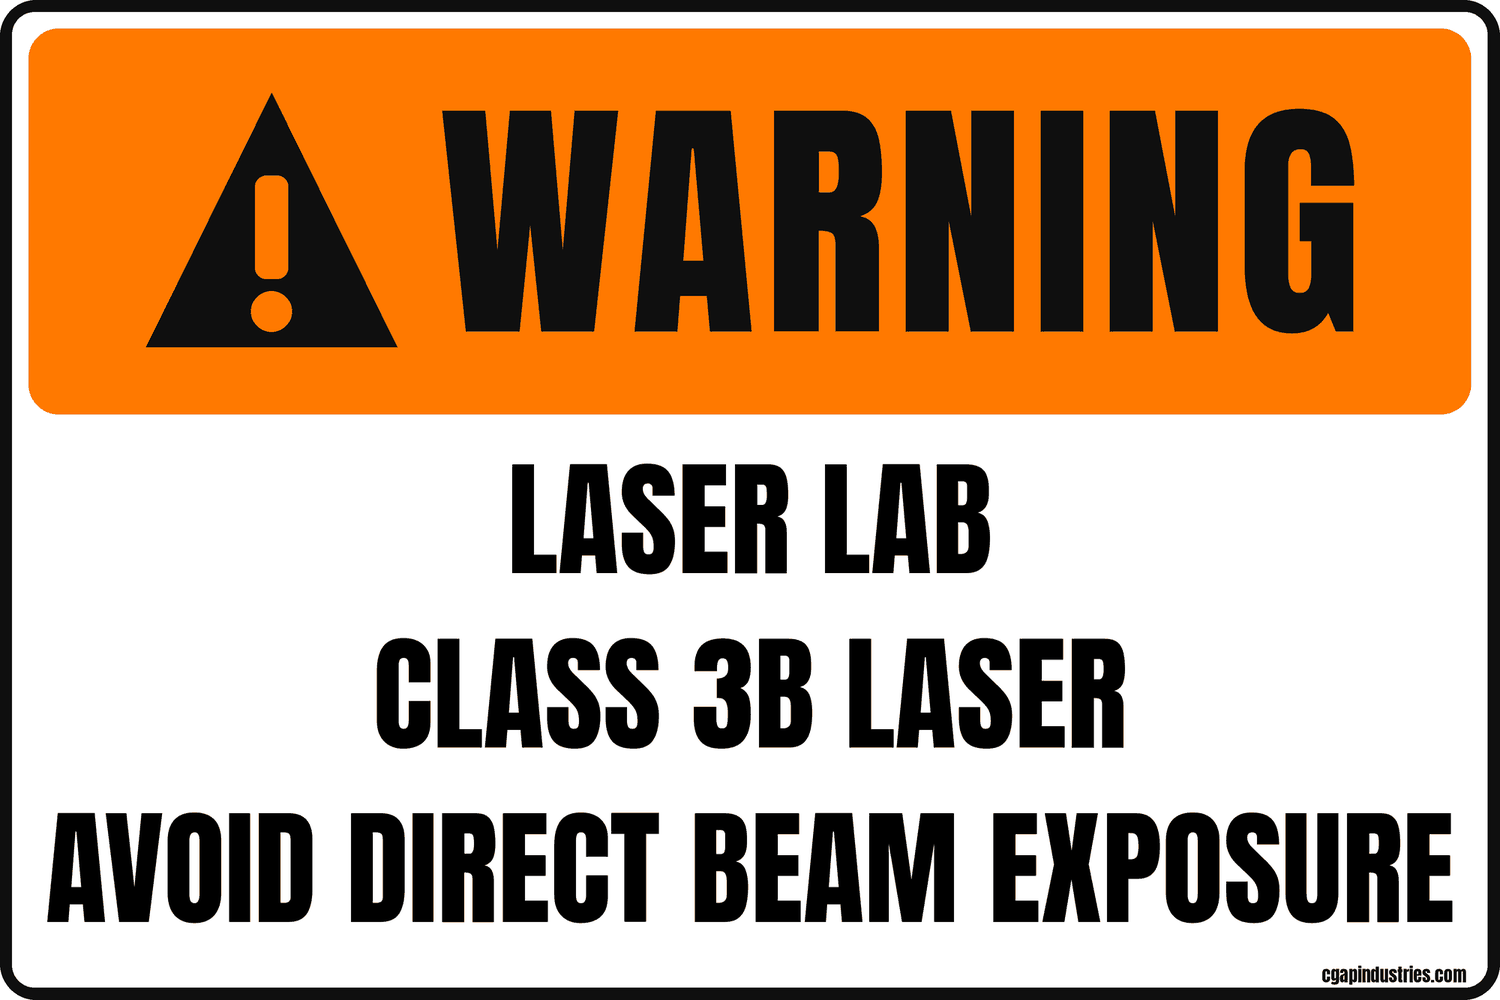 WARNING
LASER LAB
CLASS 3B LASER
AVOID DIRECT BEAM EXPOSURE
cgapindustries.com